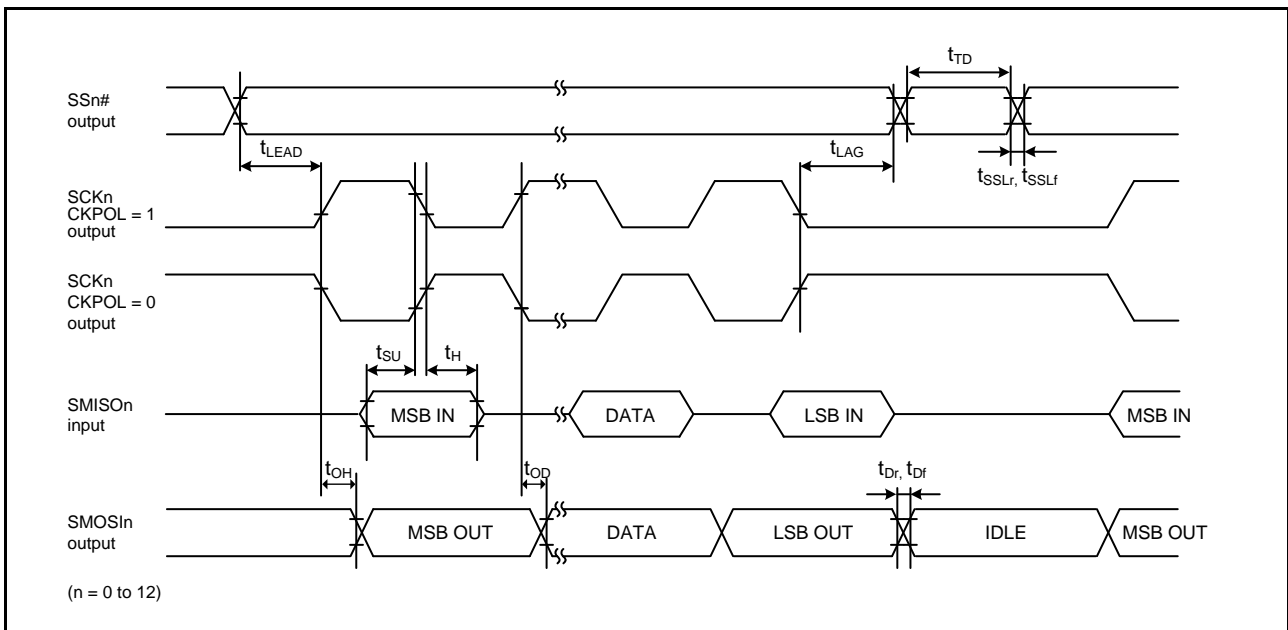 tTD
SSn#
output
tLEAD
tLAG
tSSLr, tSSLf
SCKn
CKPOL = 1
output
SCKn
CKPOL = 0
output
tSU
tH
SMISOn
input
MSB IN
DATA
LSB IN
MSB IN
tOH
tOD
tDr, tDf
SMOSIn
output
MSB OUT
DATA
LSB OUT
IDLE
MSB OUT
(n = 0 to 12)